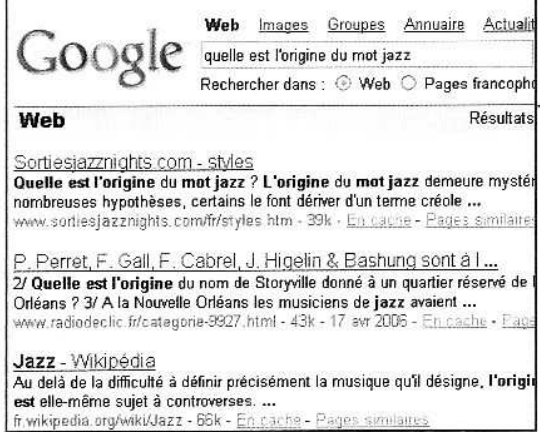 Google
Web Images Groupes Annuaire Actualit
quelle est l'origine du mot jazz
Rechercher dans : Web Pages francopho
Web Résultats
Sortiesjazznights com - styles
Quelle est l'origine du mot jazz ? L'origine du mot jazz demeure mystér
nombreuses hypothèses, certains le font dériver d'un terme créole ...
www.sortiesjazznights.com/fr/styles htm - 39k - En cache - Pages similaires
P. Perret, F. Gall, F. Cabrel, J. Higelin & Bashung sont à l ...
2/ Quelle est l'origine du nom de Storyville donné à un quartier réservé de l
Orléans ? 3/ A la Nouvelle Orléans les musiciens de jazz avaient ...
www.radiodeclic.fr/categorie-9927.html - 43k - 17 avr 2006 - En cache - Page
Jazz - Wikipédia
Au delà de la difficulté à définir précisément la musique qu'il désigne, l'origi
est elle-même sujet à controverses. ...
fr.wikipedia.org/wiki/Jazz - 66k - En cache - Pages similaires